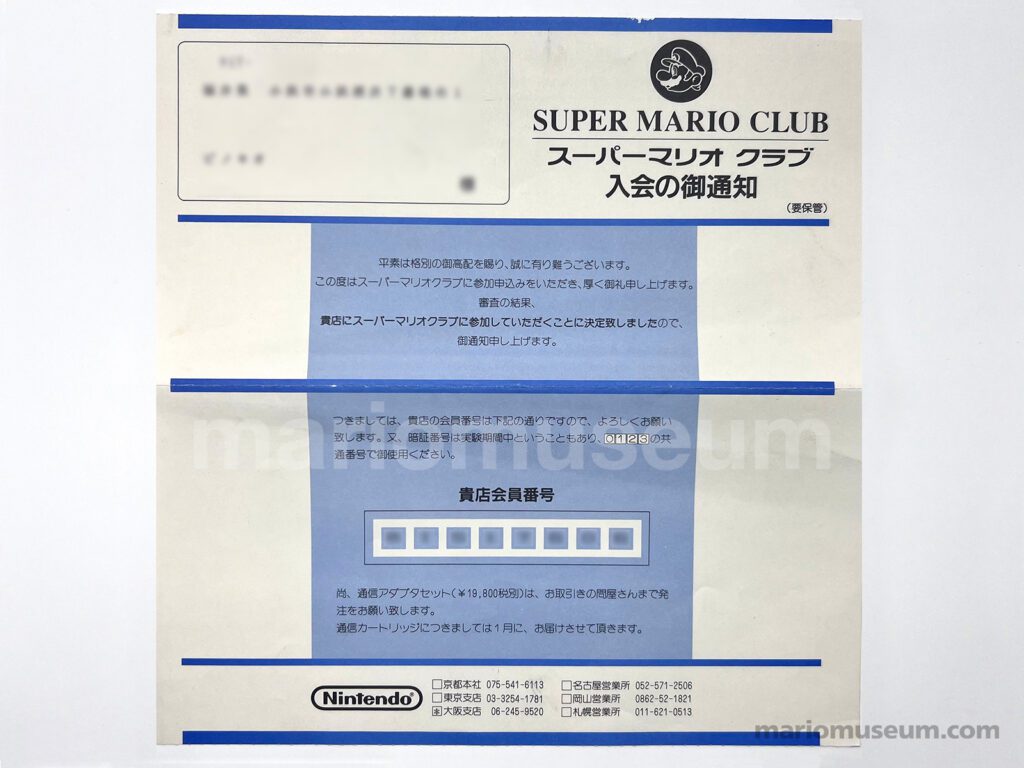 SUPER MARIO CLUB
スーパーマリオ クラブ
入会の御通知
(要保管)
様
平素は格別の御高配を賜り、誠に有り難うございます。
この度はスーパーマリオクラブに参加申込みをいただき、厚く御礼申し上げます。
審査の結果、
貴店にスーパーマリオクラブに参加していただくことに決定致しましたので、
御通知申し上げます。
つきましては、貴店の会員番号は下記の通りですので、よろしくお願い
致します。又、暗証番号は実験期間中ということもあり、0123の共
通番号で御使用ください。
mariomuseum.com
貴店会員番号
尚、通信アダプタセット(¥19,800税別)は、お取引きの問屋さんまで発
注をお願い致します。
通信カートリッジにつきましては1月に、お届けさせて頂きます。
Nintendo
□京都本社 075-541-6113 □名古屋営業所 052-571-2506
□東京支店 03-3254-1781 □岡山営業所 0862-52-1821
※大阪支店 06-245-9520 □札幌営業所 011-621-0513
mariomuseum.com